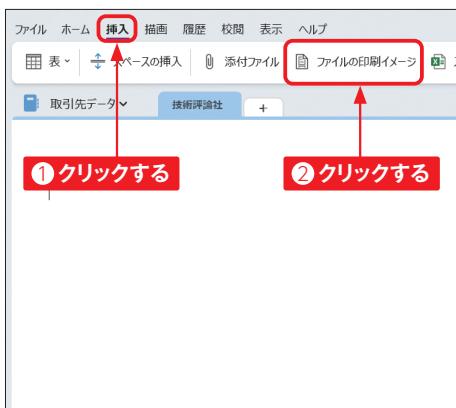 ファイル ホーム 挿入 描画 履歴 校閲 表示 ヘルプ
表 スペースの挿入 添付ファイル ファイルの印刷イメージ
取引先データ 技術評論社 +
1 クリックする 2 クリックする